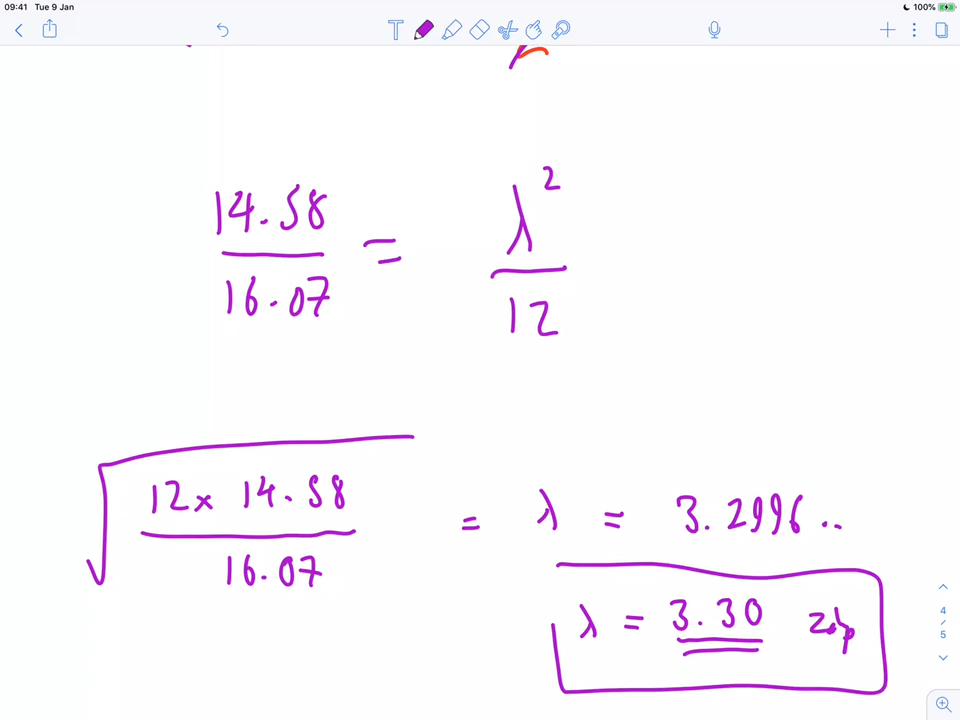 09:41 Tue 9 Jan 100%
T
14.58
16.07
=
λ²
12
√
12 × 14.58
16.07
= λ = 3.2996..
λ = 3.30 2dp
4
/
5